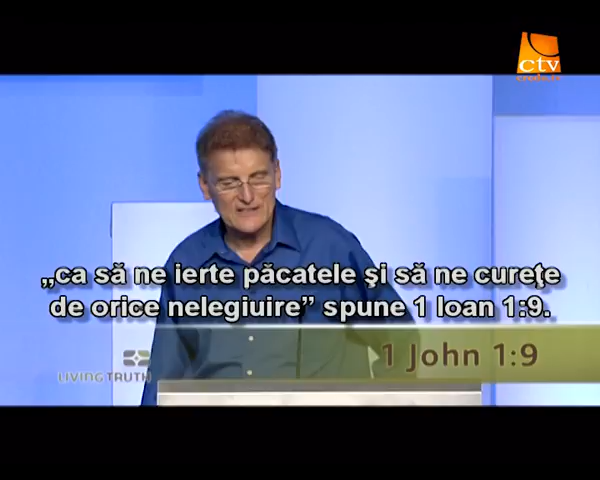 ctv
„ca să ne ierte păcatele şi să ne cureţe
de orice nelegiuire” spune 1 Ioan 1:9.
1 John 1:9
LIVING TRUTH